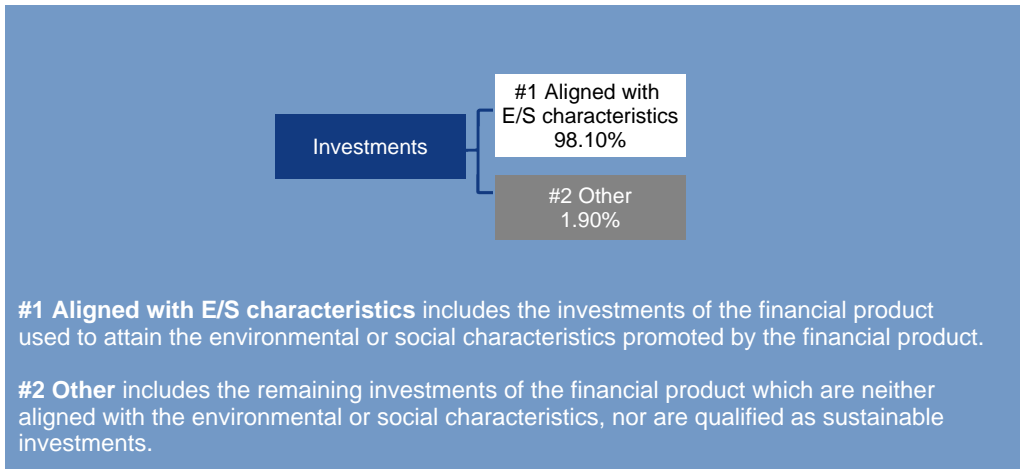 Investments
#1 Aligned with
E/S characteristics
98.10%
#2 Other
1.90%
#1 Aligned with E/S characteristics includes the investments of the financial product
used to attain the environmental or social characteristics promoted by the financial product.
#2 Other includes the remaining investments of the financial product which are neither
aligned with the environmental or social characteristics, nor are qualified as sustainable
investments.